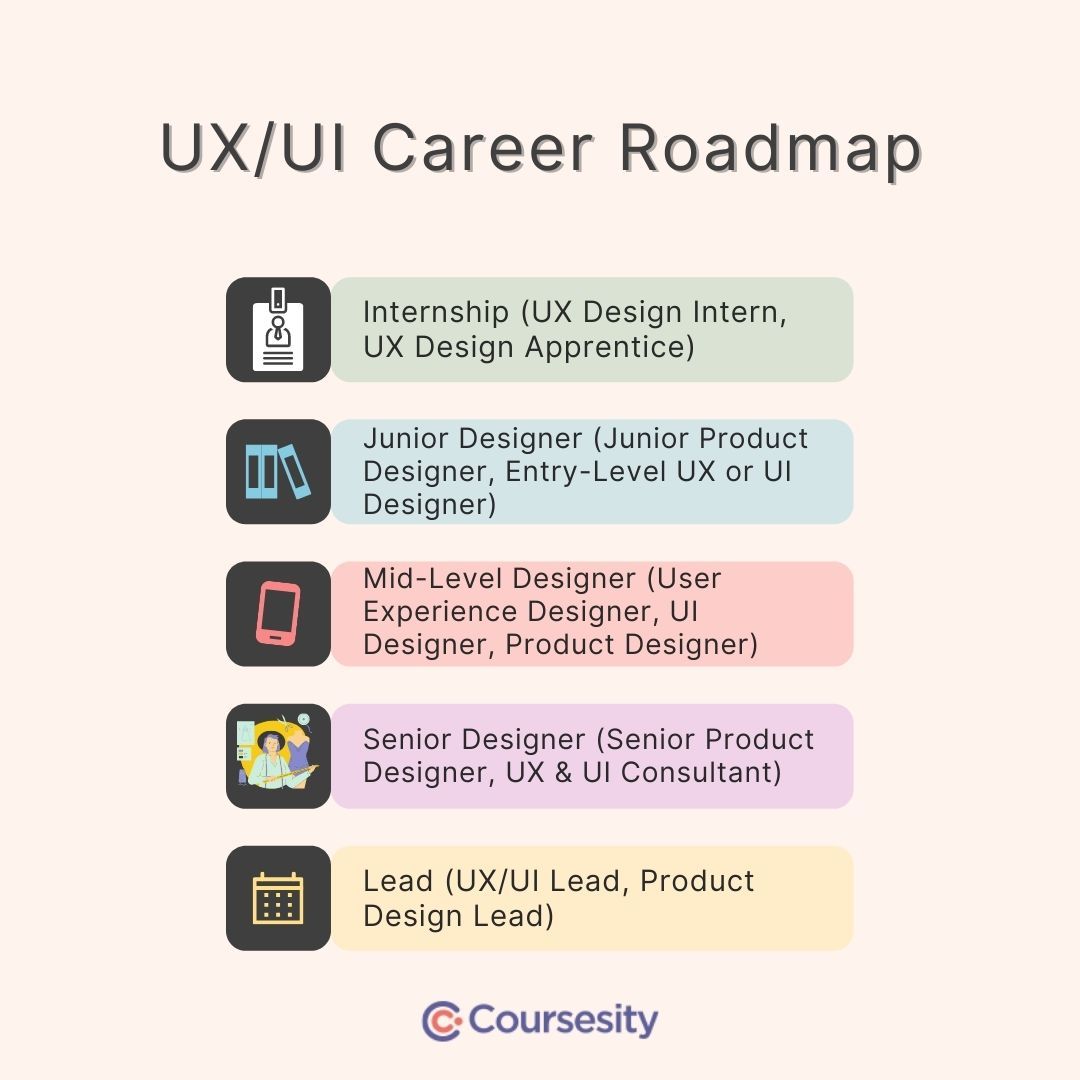 UX/UI Career Roadmap
Internship (UX Design Intern,
UX Design Apprentice)
Junior Designer (Junior Product
Designer, Entry-Level UX or UI
Designer)
Mid-Level Designer (User
Experience Designer, UI
Designer, Product Designer)
Senior Designer (Senior Product
Designer, UX & UI Consultant)
Lead (UX/UI Lead, Product
Design Lead)
Coursesity